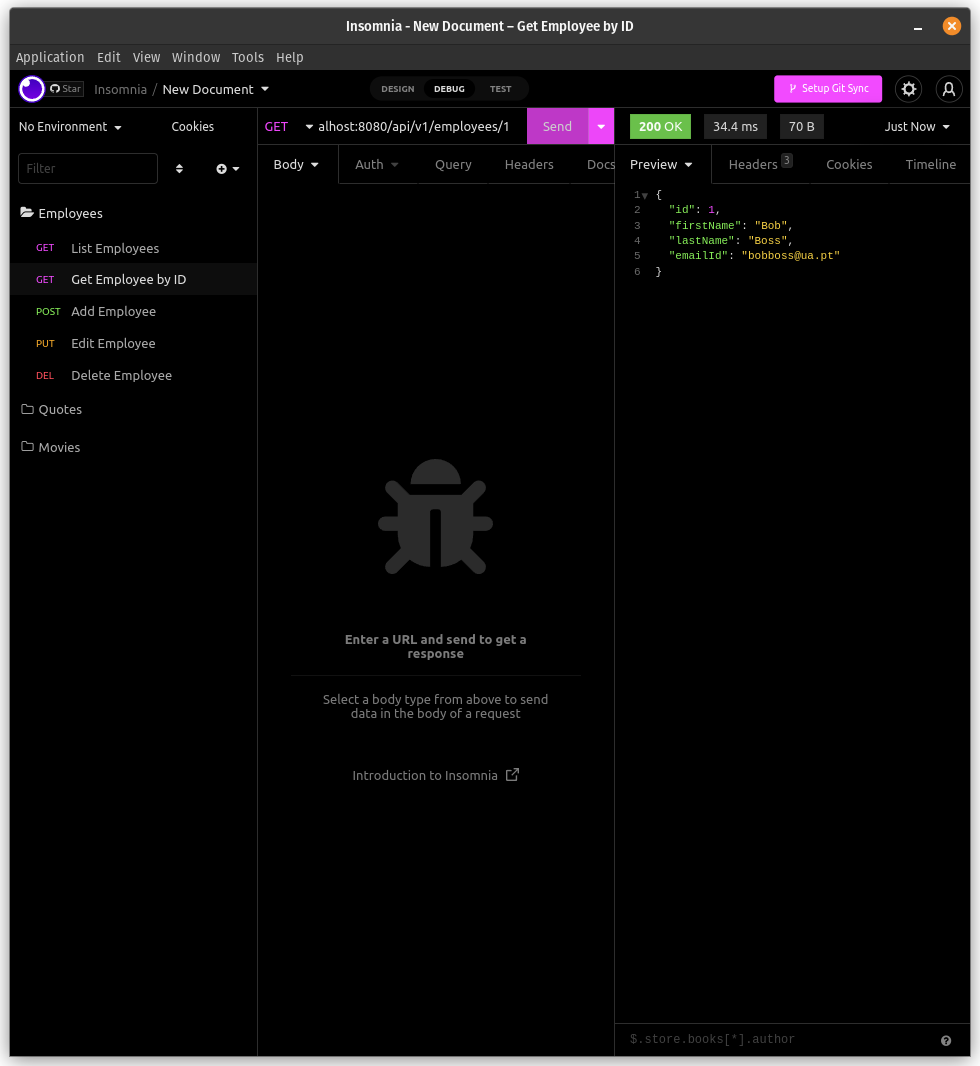 Insomnia - New Document – Get Employee by ID
Application Edit View Window Tools Help
Star Insomnia / New Document DESIGN DEBUG TEST Setup Git Sync
No Environment Cookies
Filter
Employees
GET List Employees
GET Get Employee by ID
POST Add Employee
PUT Edit Employee
DEL Delete Employee
Quotes
Movies
GET alhost:8080/api/v1/employees/1 Send
Body Auth Query Headers Docs
Enter a URL and send to get a
response
Select a body type from above to send
data in the body of a request
Introduction to Insomnia
200 OK 34.4 ms 70 B Just Now
Preview Headers 3 Cookies Timeline
1 {
2 "id": 1,
3 "firstName": "Bob",
4 "lastName": "Boss",
5 "emailId": "bobboss@ua.pt"
6 }
$.store.books[*].author